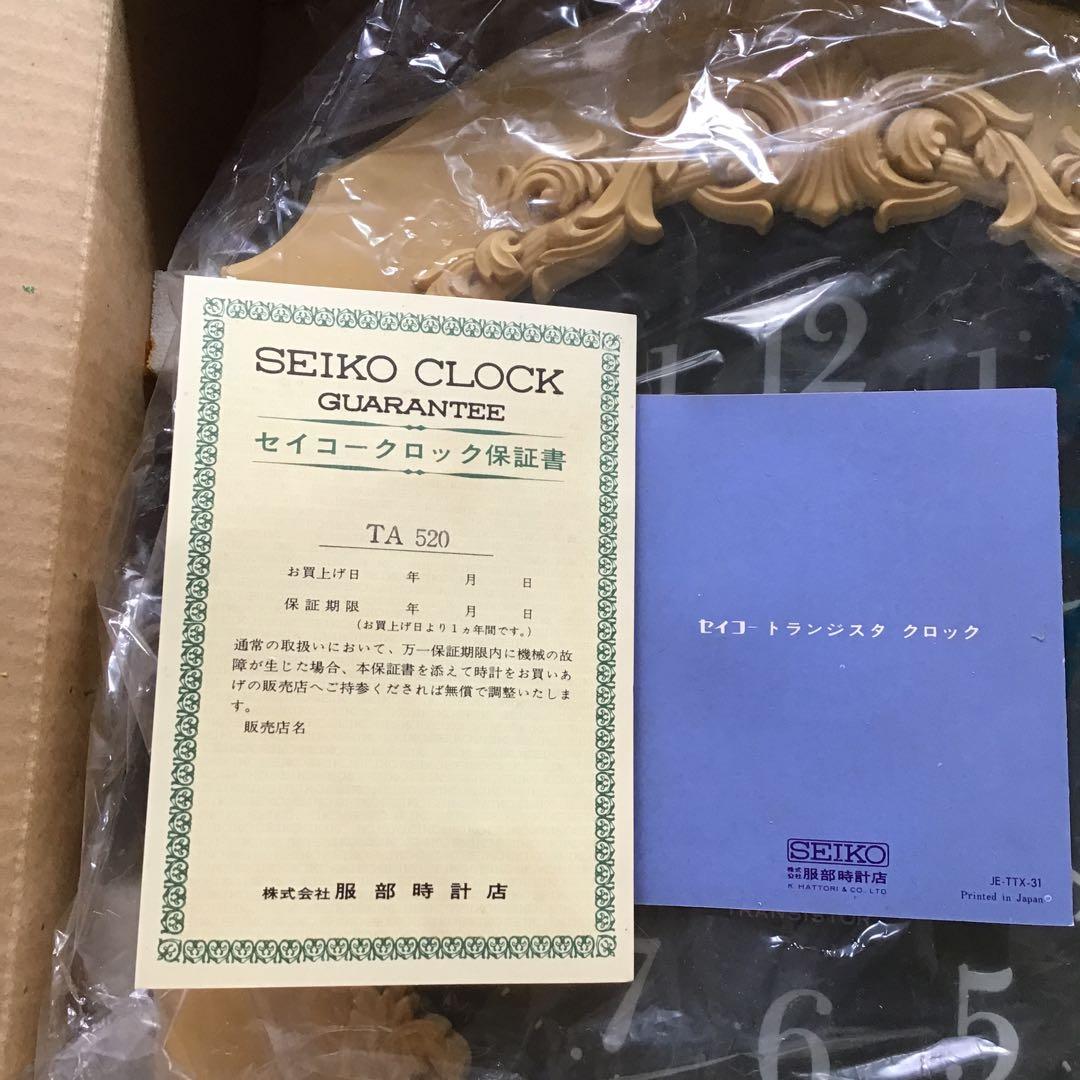 SEIKO CLOCK
GUARANTEE
セイコークロック保証書
TA 520
お買上げ日 年 月 日
保証期限 年 月 日
(お買上げ日より1ヵ年間です。)
通常の取扱いにおいて、万一保証期限内に機械の故
障が生じた場合、本保証書を添えて時計をお買いあ
げの販売店へご持参くだされば無償で調整いたしま
す。
販売店名
株式会社 服部時計店
セイコー トランジスタ クロック
SEIKO
株式会社 服部時計店
K. HATTORI & CO., LTD
JE-TTX-31
Printed in Japan
11 12 1
TRANSISTOR
7 6 5